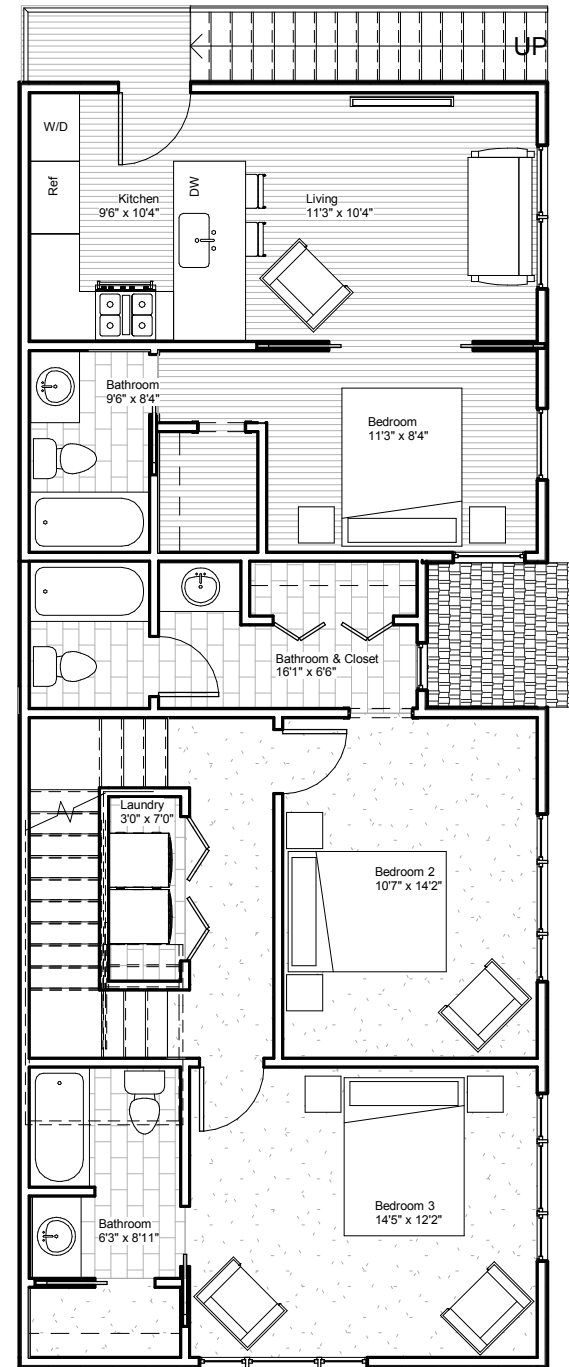 UP
W/D
Ref
DW
Kitchen
9'6" x 10'4"
Living
11'3" x 10'4"
Bathroom
9'6" x 8'4"
Bedroom
11'3" x 8'4"
Bathroom & Closet
16'1" x 6'6"
Laundry
3'0" x 7'0"
Bedroom 2
10'7" x 14'2"
Bedroom 3
14'5" x 12'2"
Bathroom
6'3" x 8'11"